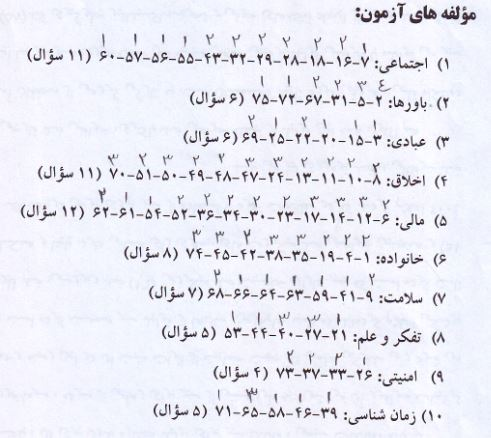 مؤلفه های آزمون:
۱) اجتماعی: ۷-۱۶-۱۸-۲۸-۲۹-۳۲-۴۳-۵۵-۵۶-۵۷-۶۰ (۱۱ سؤال)
۲) باورها: ۲-۵-۳۱-۶۷-۷۲-۷۵ (۶ سؤال)
۳) عبادی: ۳-۱۵-۲۰-۲۲-۲۵-۶۹ (۶ سؤال)
۴) اخلاق: ۸-۱۰-۱۱-۱۳-۲۴-۴۷-۴۸-۴۹-۵۰-۵۱-۷۰ (۱۱ سؤال)
۵) مالی: ۶-۱۲-۱۴-۱۷-۲۳-۳۰-۳۴-۳۶-۵۲-۵۴-۶۱-۶۲ (۱۲ سؤال)
۶) خانواده: ۱-۴-۱۹-۳۵-۳۸-۴۲-۴۵-۷۴ (۸ سؤال)
۷) سلامت: ۹-۴۱-۵۹-۶۳-۶۴-۶۶-۶۸ (۷ سؤال)
۸) تفکر و علم: ۲۱-۲۷-۴۰-۴۴-۵۳ (۵ سؤال)
۹) امنیتی: ۲۶-۳۳-۳۷-۷۳ (۴ سؤال)
۱۰) زمان شناسی: ۳۹-۴۶-۵۸-۶۵-۷۱ (۵ سؤال)